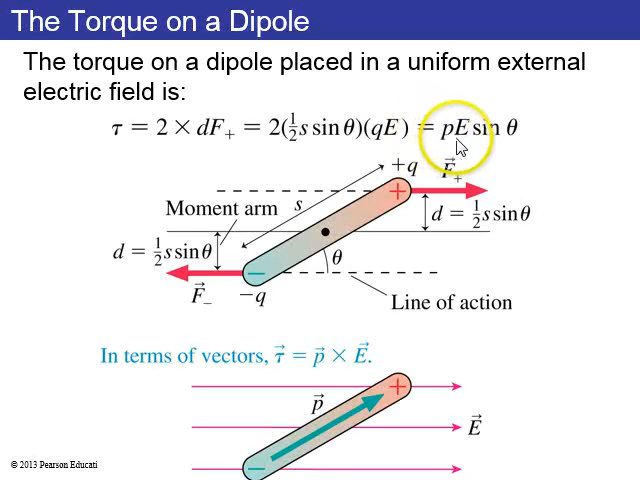 The Torque on a Dipole
The torque on a dipole placed in a uniform external
electric field is:
τ = 2 × dF₊ = 2(½s sin θ)(qE) = pE sin θ
+q F⃗₊
+
s
Moment arm
d = ½s sin θ
d = ½s sin θ
θ
−
F⃗₋ −q
Line of action
In terms of vectors, τ⃗ = p⃗ × E⃗.
+
p⃗
E⃗
−
© 2013 Pearson Educati